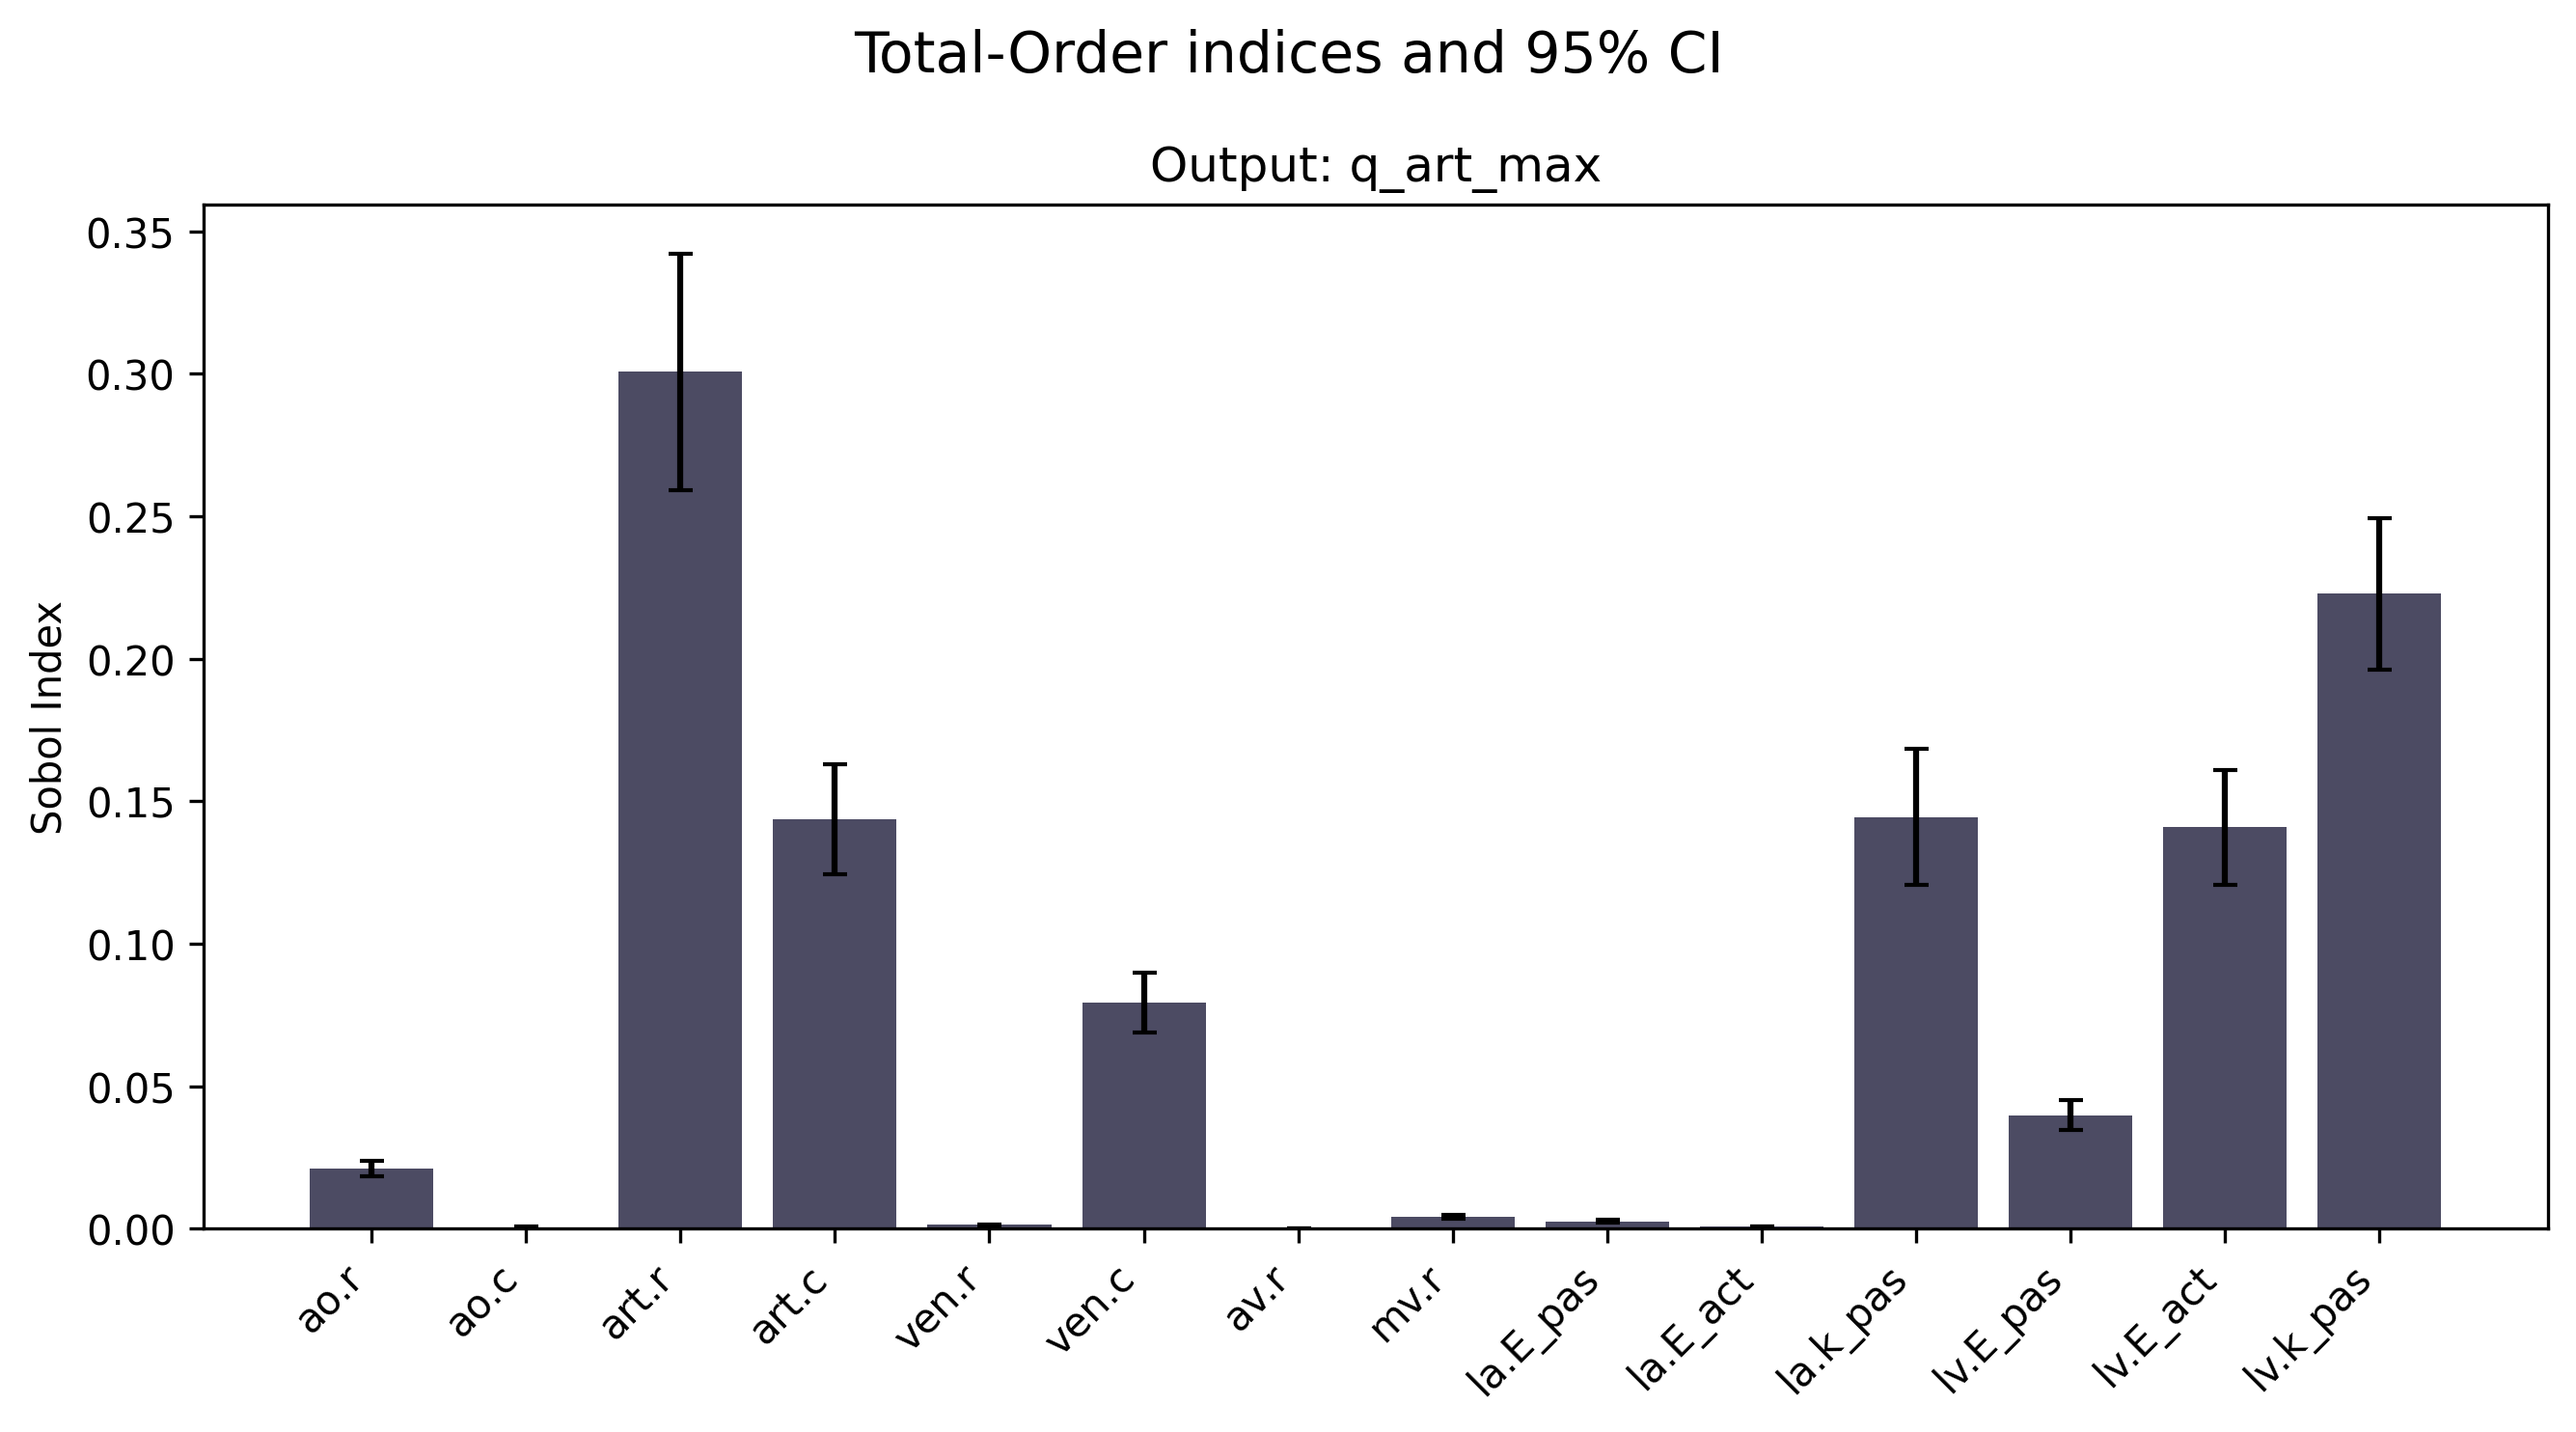 Total-Order indices and 95% CI
Output: q_art_max
Sobol Index
0.35
0.30
0.25
0.20
0.15
0.10
0.05
0.00
ao.r
ao.c
art.r
art.c
ven.r
ven.c
av.r
mv.r
la.E_pas
la.E_act
la.k_pas
lv.E_pas
lv.E_act
lv.k_pas